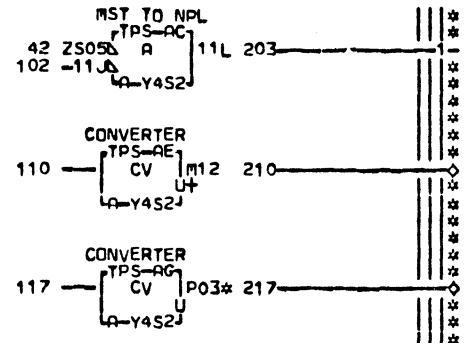 MST TO NPL
TPS-AC
42 ZS05 A 11L 203 1
102 -11J
A-Y4S2
CONVERTER
TPS-AE
110 CV M12 210
U+
A-Y4S2
CONVERTER
TPS-AG
117 CV P03* 217
U
A-Y4S2